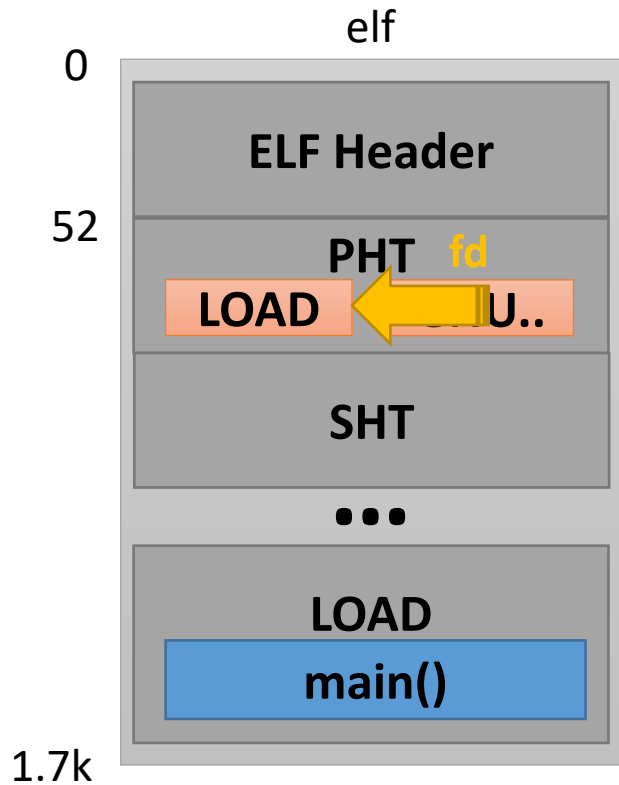 elf
0
ELF Header
52
PHT fd
LOAD
SHT
...
LOAD
main()
1.7k